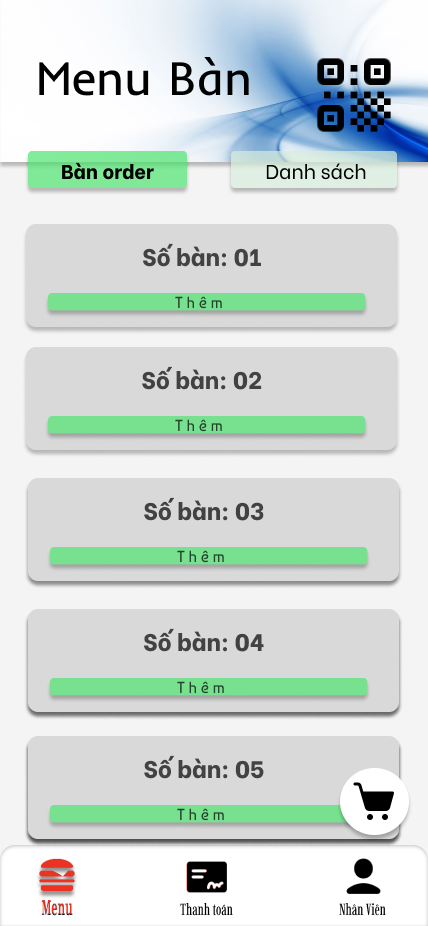 Menu Bàn
Bàn order
Danh sách
Số bàn: 01
Thêm
Số bàn: 02
Thêm
Số bàn: 03
Thêm
Số bàn: 04
Thêm
Số bàn: 05
Thêm
Menu
Thanh toán
Nhân Viên